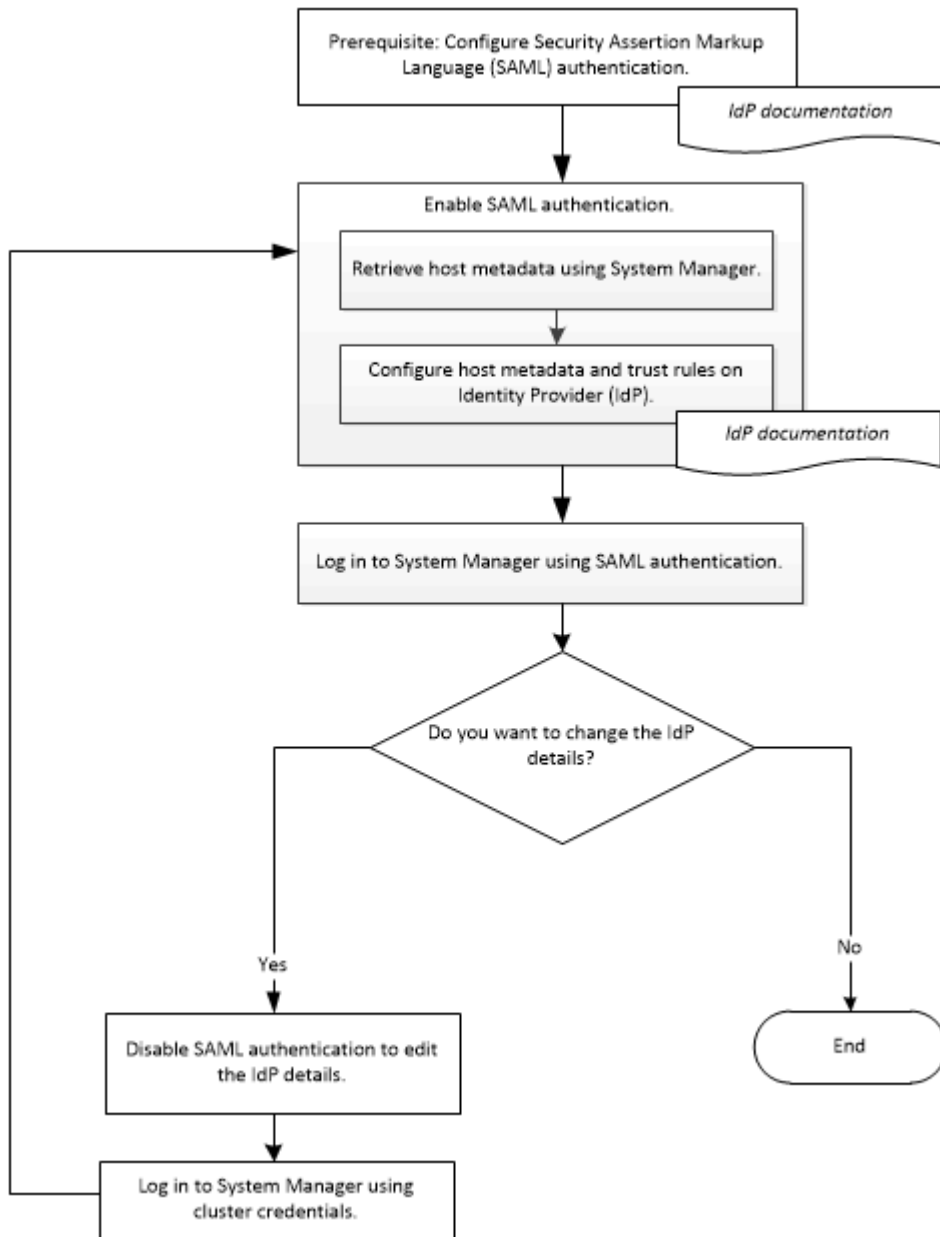 Prerequisite: Configure Security Assertion Markup
Language (SAML) authentication.
IdP documentation
Enable SAML authentication.
Retrieve host metadata using System Manager.
Configure host metadata and trust rules on
Identity Provider (IdP).
IdP documentation
Log in to System Manager using SAML authentication.
Do you want to change the IdP
details?
Yes
No
Disable SAML authentication to edit
the IdP details.
End
Log in to System Manager using
cluster credentials.